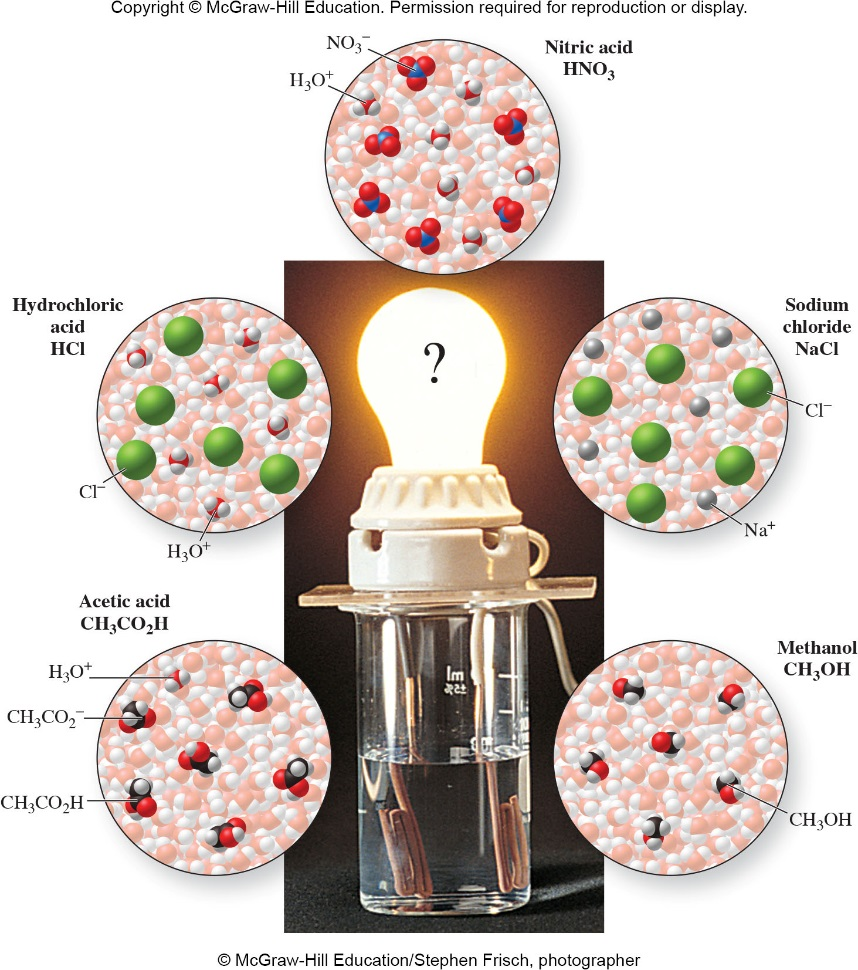 Copyright © McGraw-Hill Education. Permission required for reproduction or display.
NO₃⁻
H₃O⁺
Nitric acid
HNO₃
Hydrochloric
acid
HCl
Cl⁻
H₃O⁺
?
Sodium
chloride
NaCl
Cl⁻
Na⁺
Acetic acid
CH₃CO₂H
H₃O⁺
CH₃CO₂⁻
CH₃CO₂H
Methanol
CH₃OH
CH₃OH
ml
© McGraw-Hill Education/Stephen Frisch, photographer